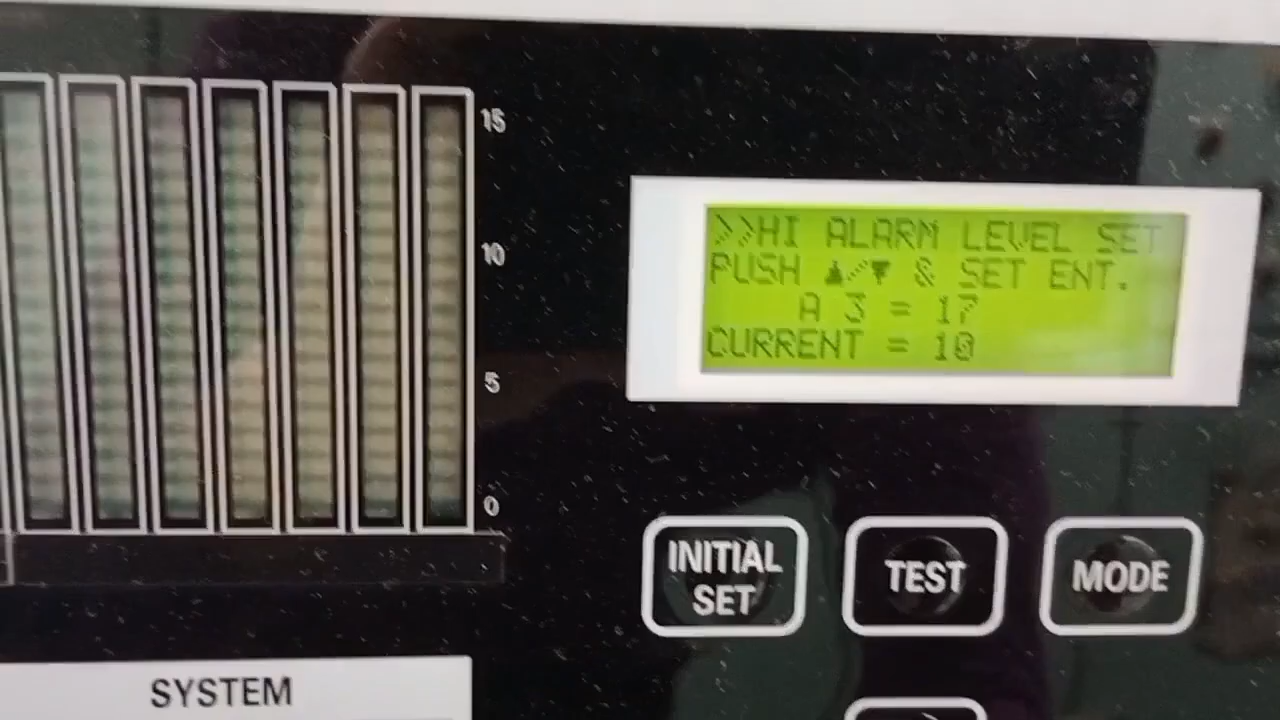 15
10
5
0
>>HI ALARM LEVEL SET
PUSH ▲/▼ & SET ENT.
A 3 = 17
CURRENT = 10
INITIAL
SET
TEST
MODE
SYSTEM